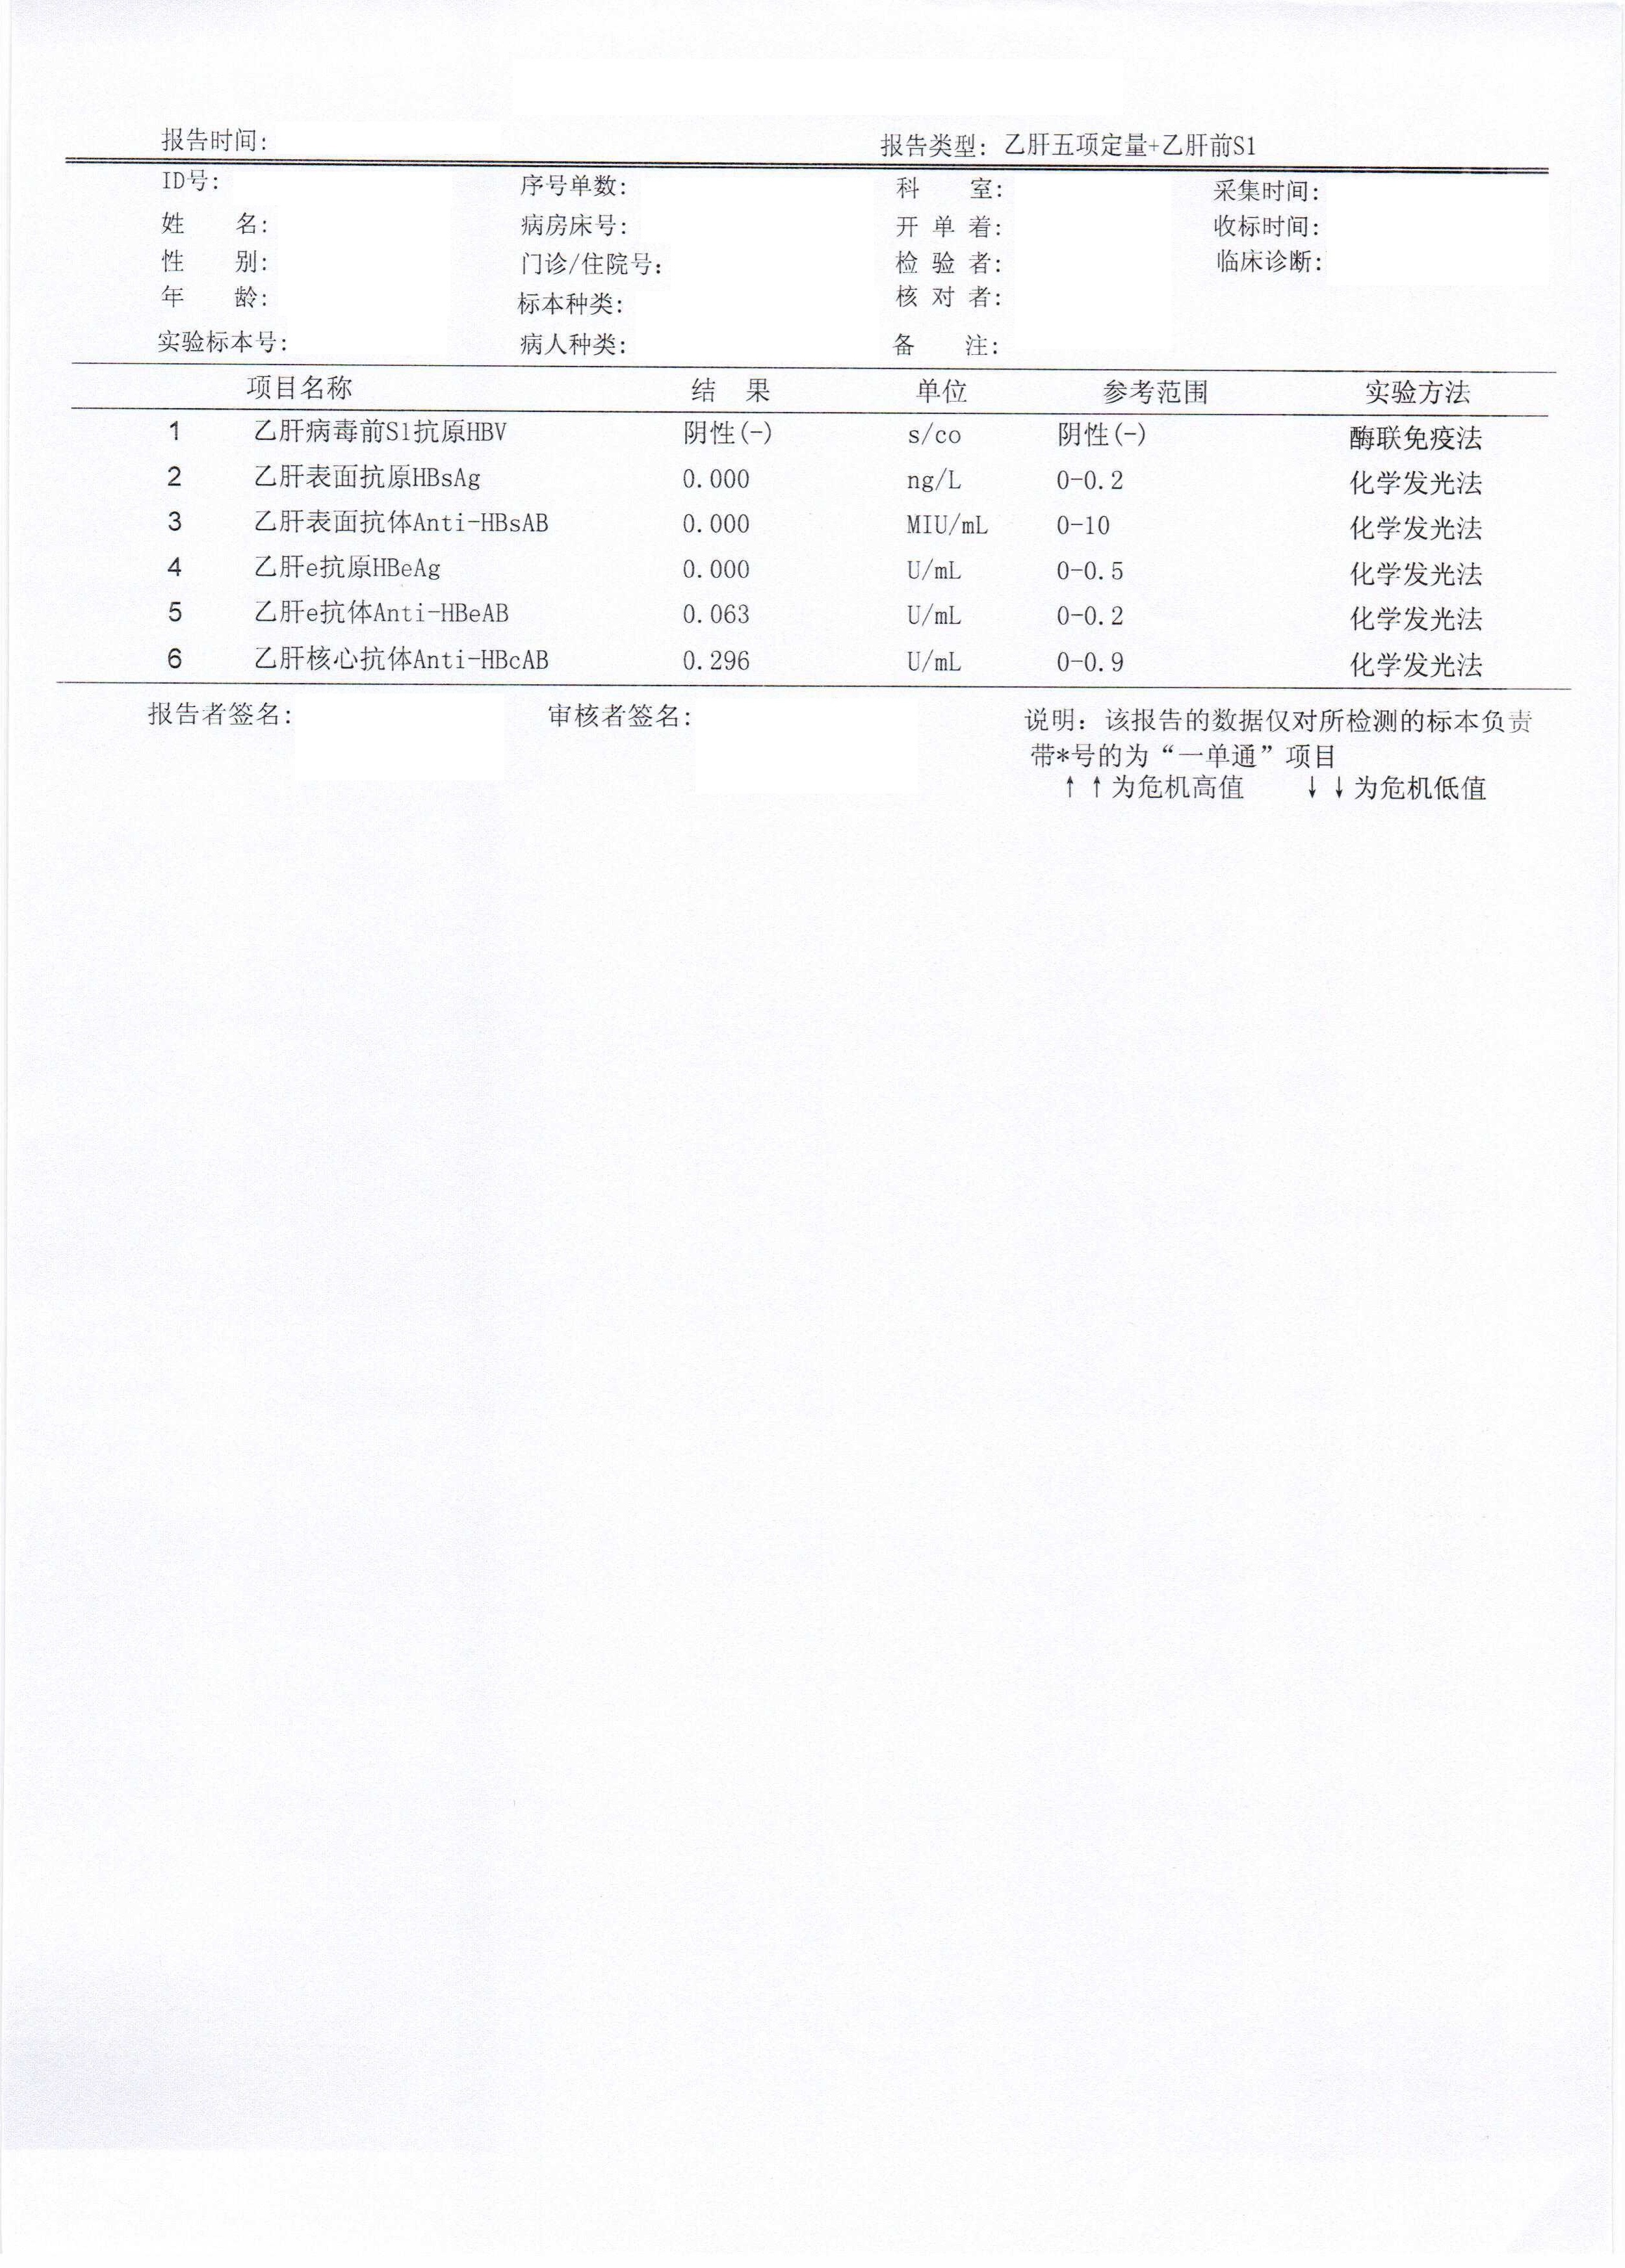 报告时间: 报告类型: 乙肝五项定量+乙肝前S1
ID号: 序号单数: 科 室: 采集时间:
姓 名: 病房床号: 开 单 着: 收标时间:
性 别: 门诊/住院号: 检 验 者: 临床诊断:
年 龄: 标本种类: 核 对 者:
实验标本号: 病人种类: 备 注:
项目名称 结 果 单位 参考范围 实验方法
1 乙肝病毒前S1抗原HBV 阴性(-) s/co 阴性(-) 酶联免疫法
2 乙肝表面抗原HBsAg 0.000 ng/L 0-0.2 化学发光法
3 乙肝表面抗体Anti-HBsAB 0.000 MIU/mL 0-10 化学发光法
4 乙肝e抗原HBeAg 0.000 U/mL 0-0.5 化学发光法
5 乙肝e抗体Anti-HBeAB 0.063 U/mL 0-0.2 化学发光法
6 乙肝核心抗体Anti-HBcAB 0.296 U/mL 0-0.9 化学发光法
报告者签名: 审核者签名: 说明: 该报告的数据仅对所检测的标本负责
带*号的为“一单通”项目
↑↑为危机高值 ↓↓为危机低值